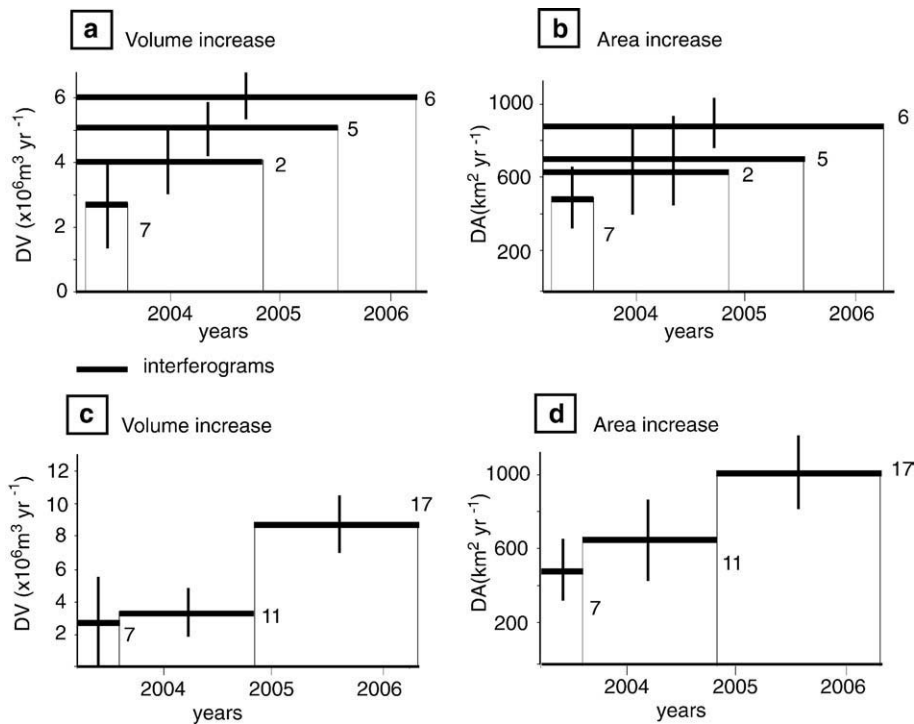 a Volume increase
DV (x10⁶m³ yr⁻¹)
6
4
2
0
6
5
2
7
2004 2005 2006
years
b Area increase
DA(km² yr⁻¹)
1000
600
200
6
5
2
7
2004 2005 2006
years
interferograms
c Volume increase
DV (x10⁶m³ yr⁻¹)
12
10
8
6
4
2
17
11
7
2004 2005 2006
years
d Area increase
DA(km² yr⁻¹)
1000
600
200
17
11
7
2004 2005 2006
years